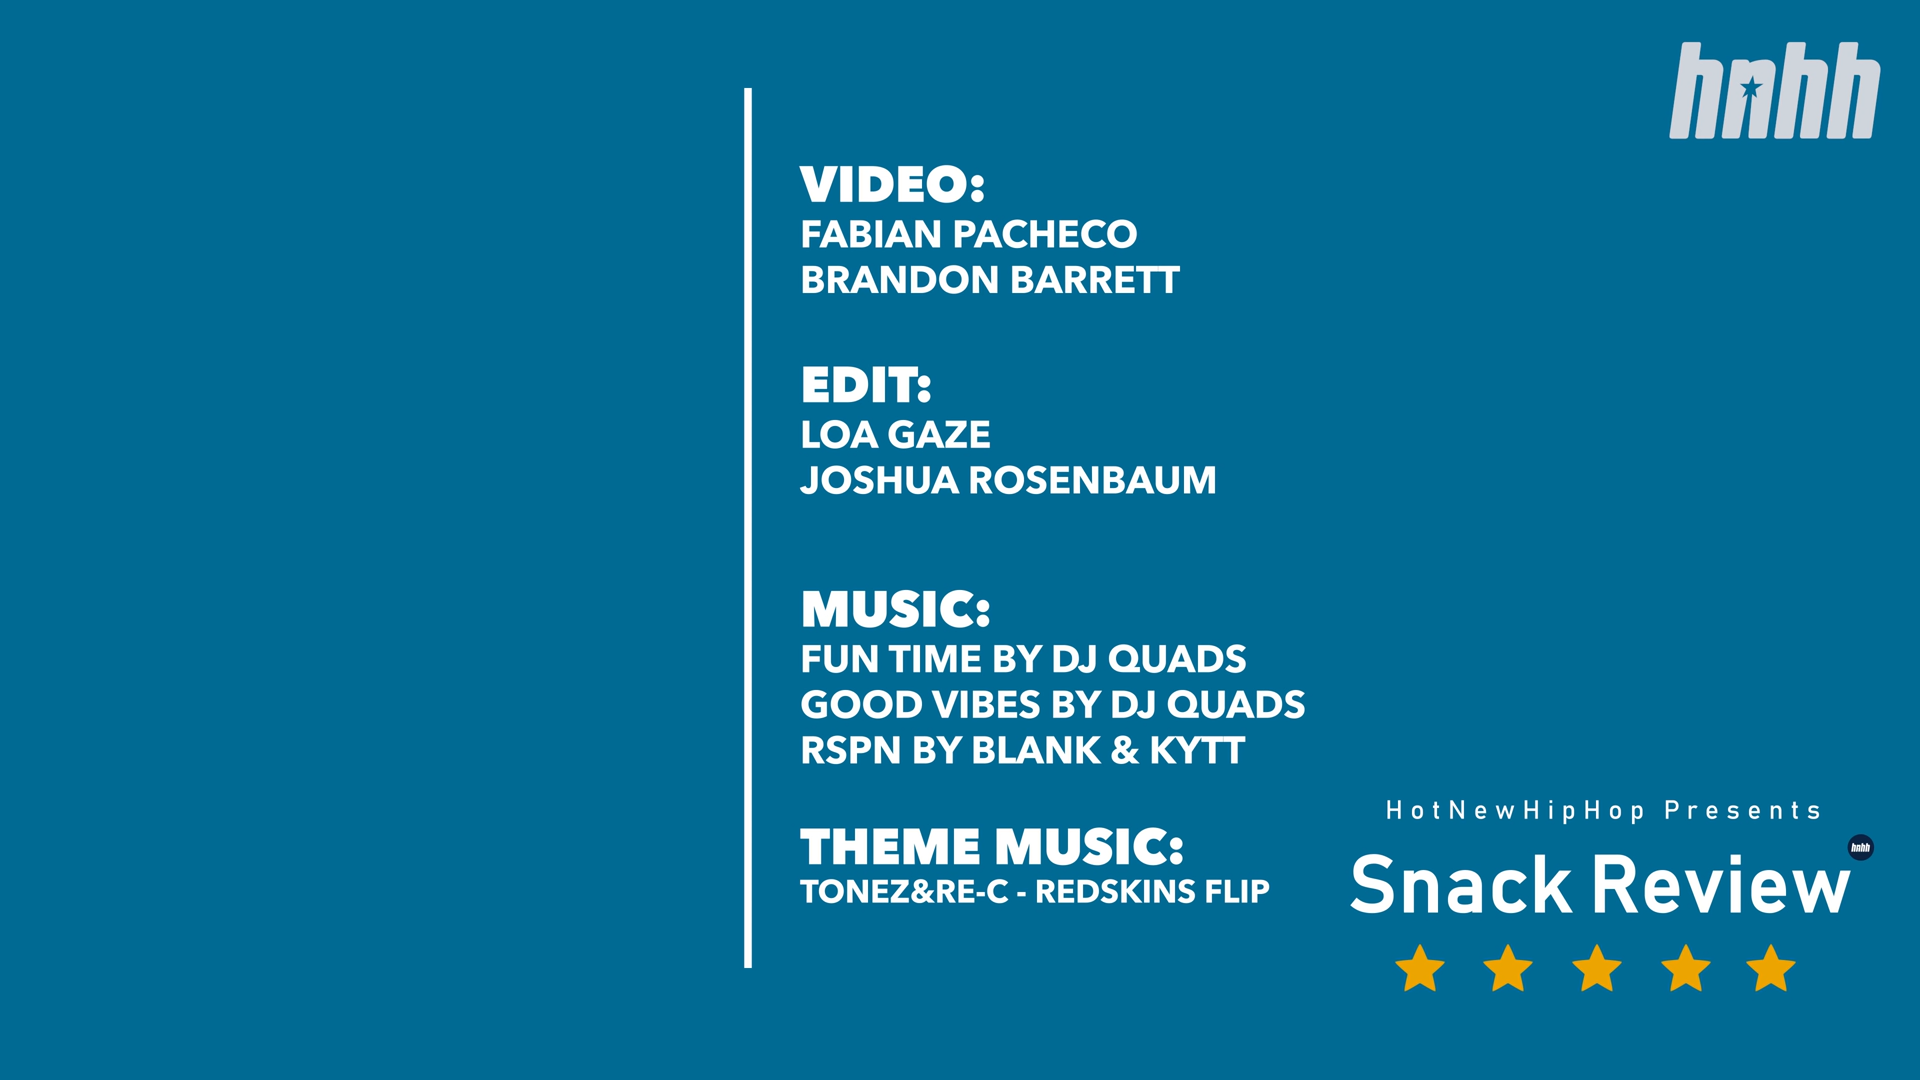 hnhh
VIDEO:
FABIAN PACHECO
BRANDON BARRETT
EDIT:
LOA GAZE
JOSHUA ROSENBAUM
MUSIC:
FUN TIME BY DJ QUADS
GOOD VIBES BY DJ QUADS
RSPN BY BLANK & KYTT
THEME MUSIC:
TONEZ&RE-C - REDSKINS FLIP
HotNewHipHop Presents
hnhh
Snack Review